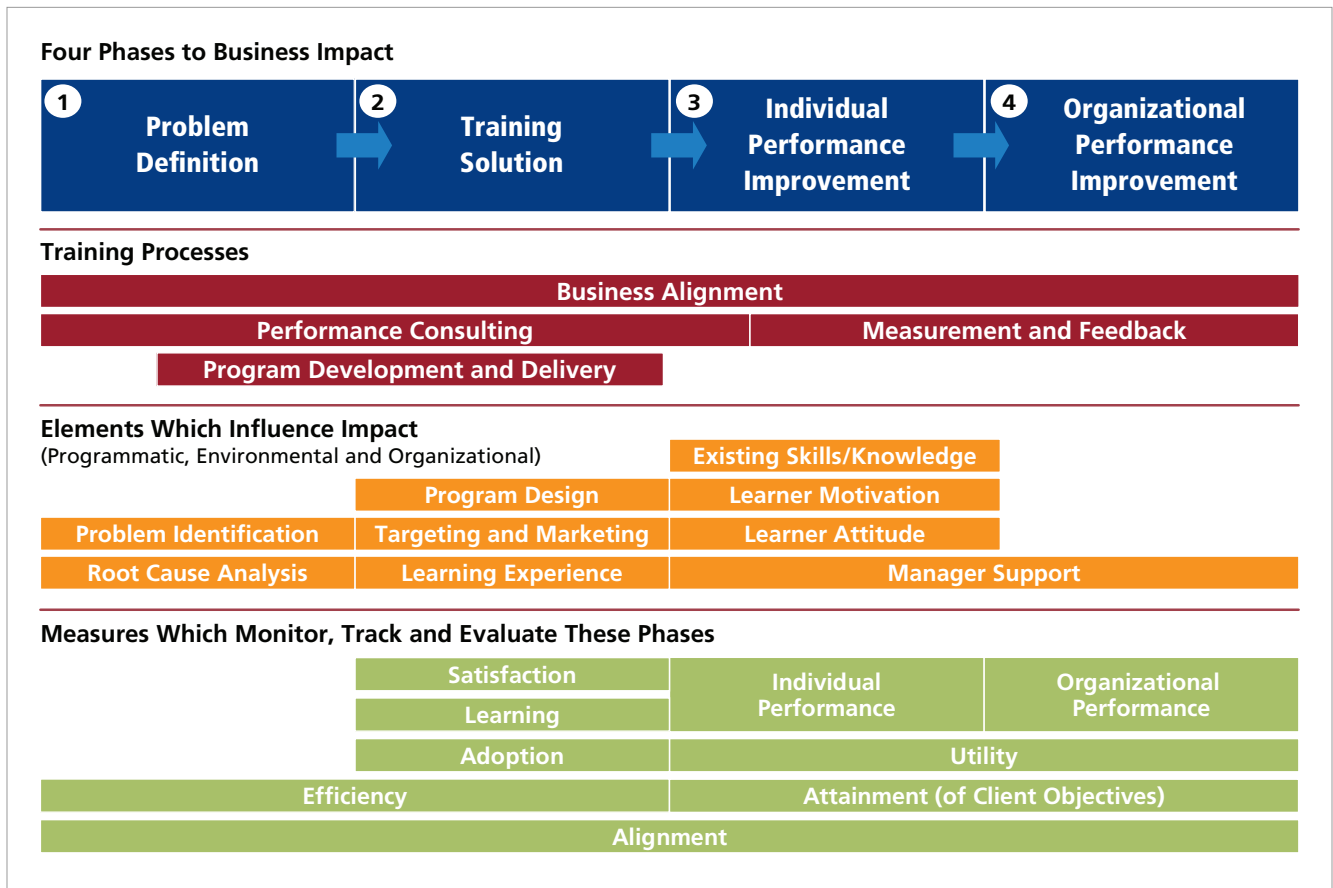 Four Phases to Business Impact
1
Problem
Definition
2
Training
Solution
3
Individual
Performance
Improvement
4
Organizational
Performance
Improvement
Training Processes
Business Alignment
Performance Consulting
Measurement and Feedback
Program Development and Delivery
Elements Which Influence Impact
(Programmatic, Environmental and Organizational)
Existing Skills/Knowledge
Program Design
Learner Motivation
Problem Identification
Targeting and Marketing
Learner Attitude
Root Cause Analysis
Learning Experience
Manager Support
Measures Which Monitor, Track and Evaluate These Phases
Satisfaction
Learning
Individual
Performance
Organizational
Performance
Adoption
Utility
Efficiency
Attainment (of Client Objectives)
Alignment